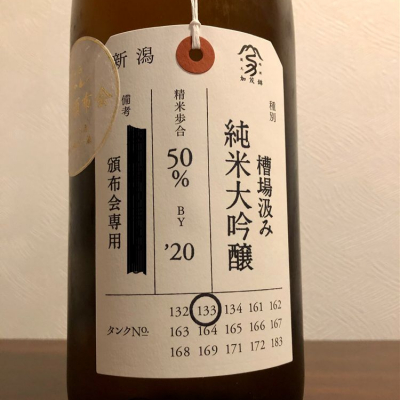 新潟
加茂錦
種別
槽場汲み
純米大吟醸
精米歩合
50%
BY
'20
備考
頒布会専用
タンクNo.
132 133 134 161 162
163 164 165 166 167
168 169 171 172 183